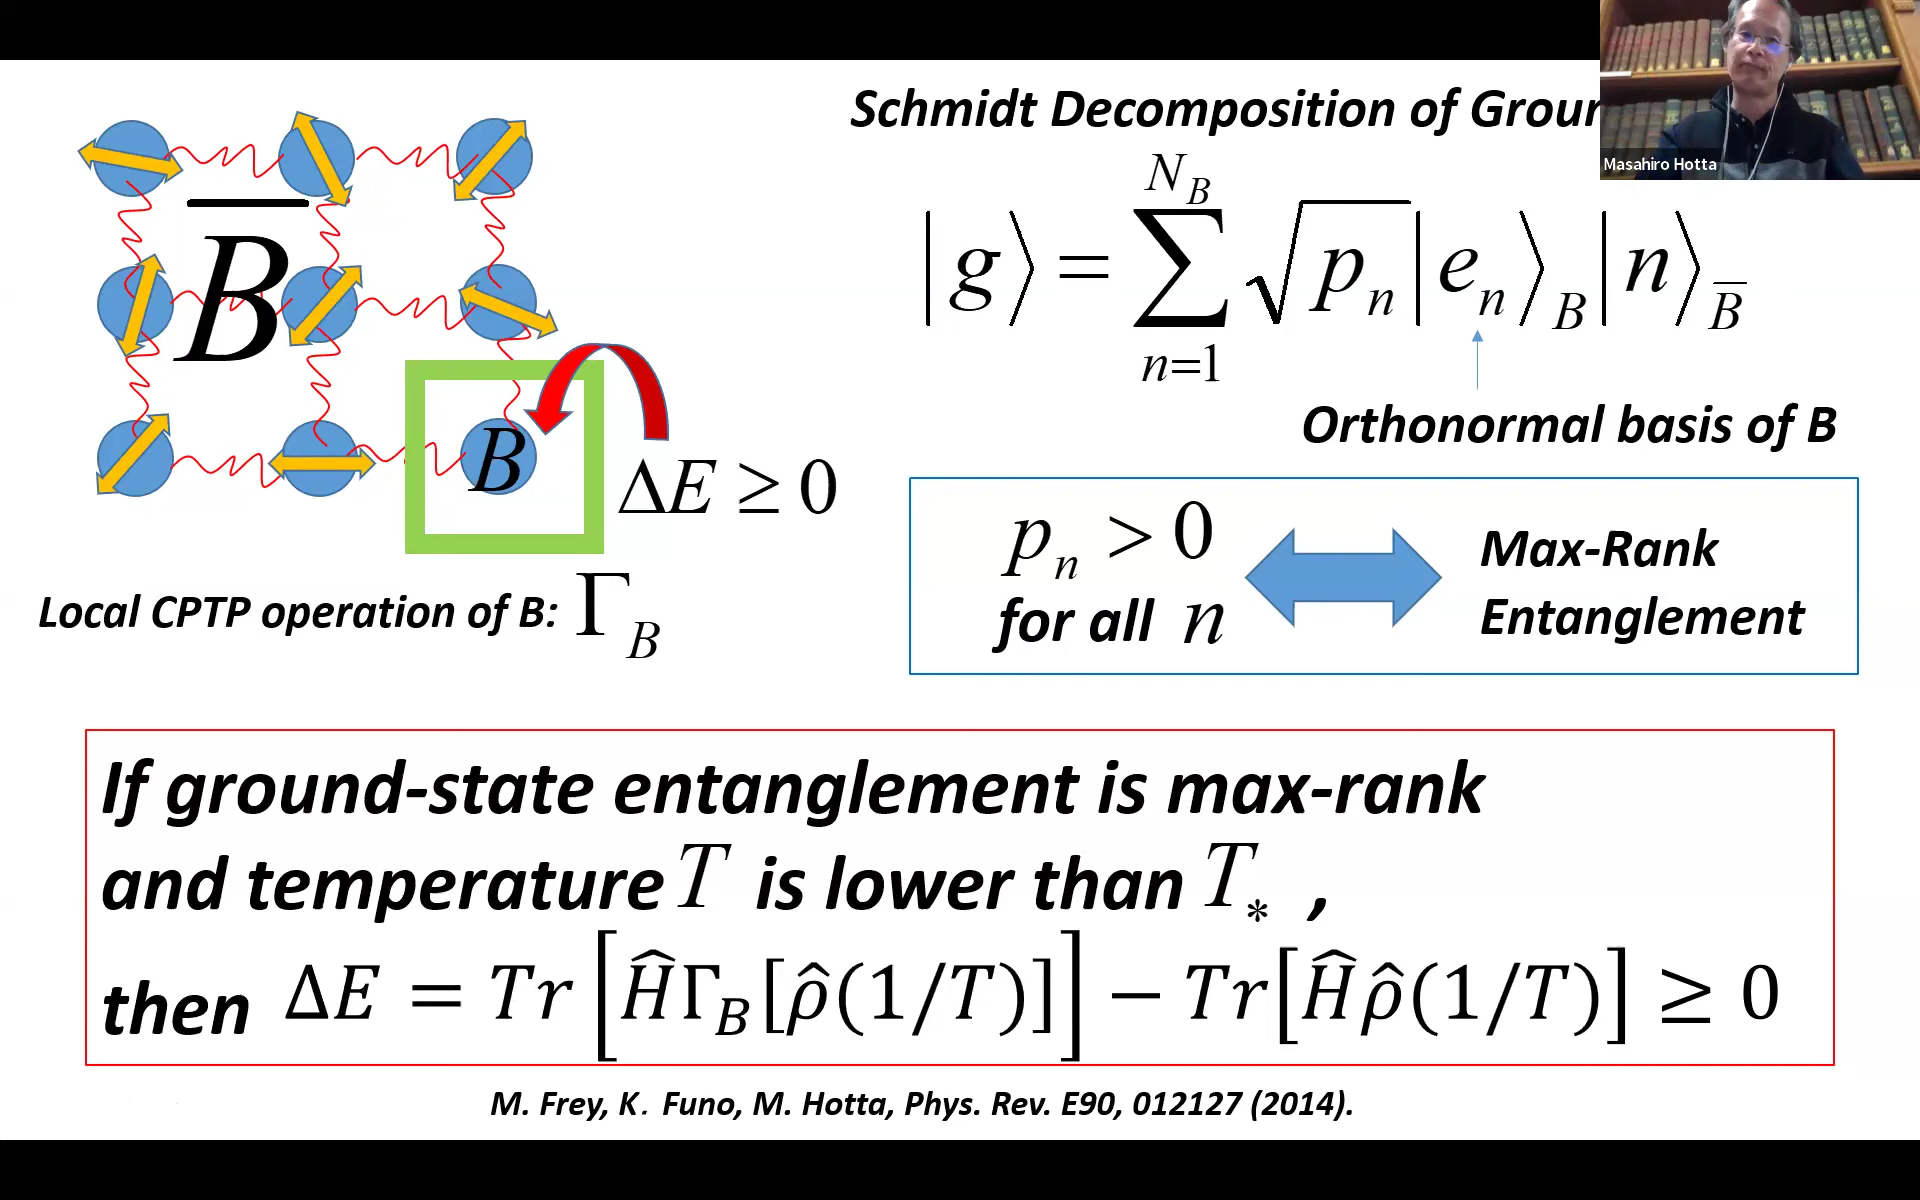 Schmidt Decomposition of Groun
Masahiro Hotta
|g⟩ = ∑_{n=1}^{N_B} √p_n |e_n⟩_B |n⟩_B̅
B̅
B
ΔE ≥ 0
Orthonormal basis of B
Local CPTP operation of B: Γ_B
p_n > 0
for all n
Max-Rank
Entanglement
If ground-state entanglement is max-rank
and temperature T is lower than T_* ,
then ΔE = Tr[ĤΓ_B[ρ̂(1/T)]] − Tr[Ĥρ̂(1/T)] ≥ 0
M. Frey, K. Funo, M. Hotta, Phys. Rev. E90, 012127 (2014).